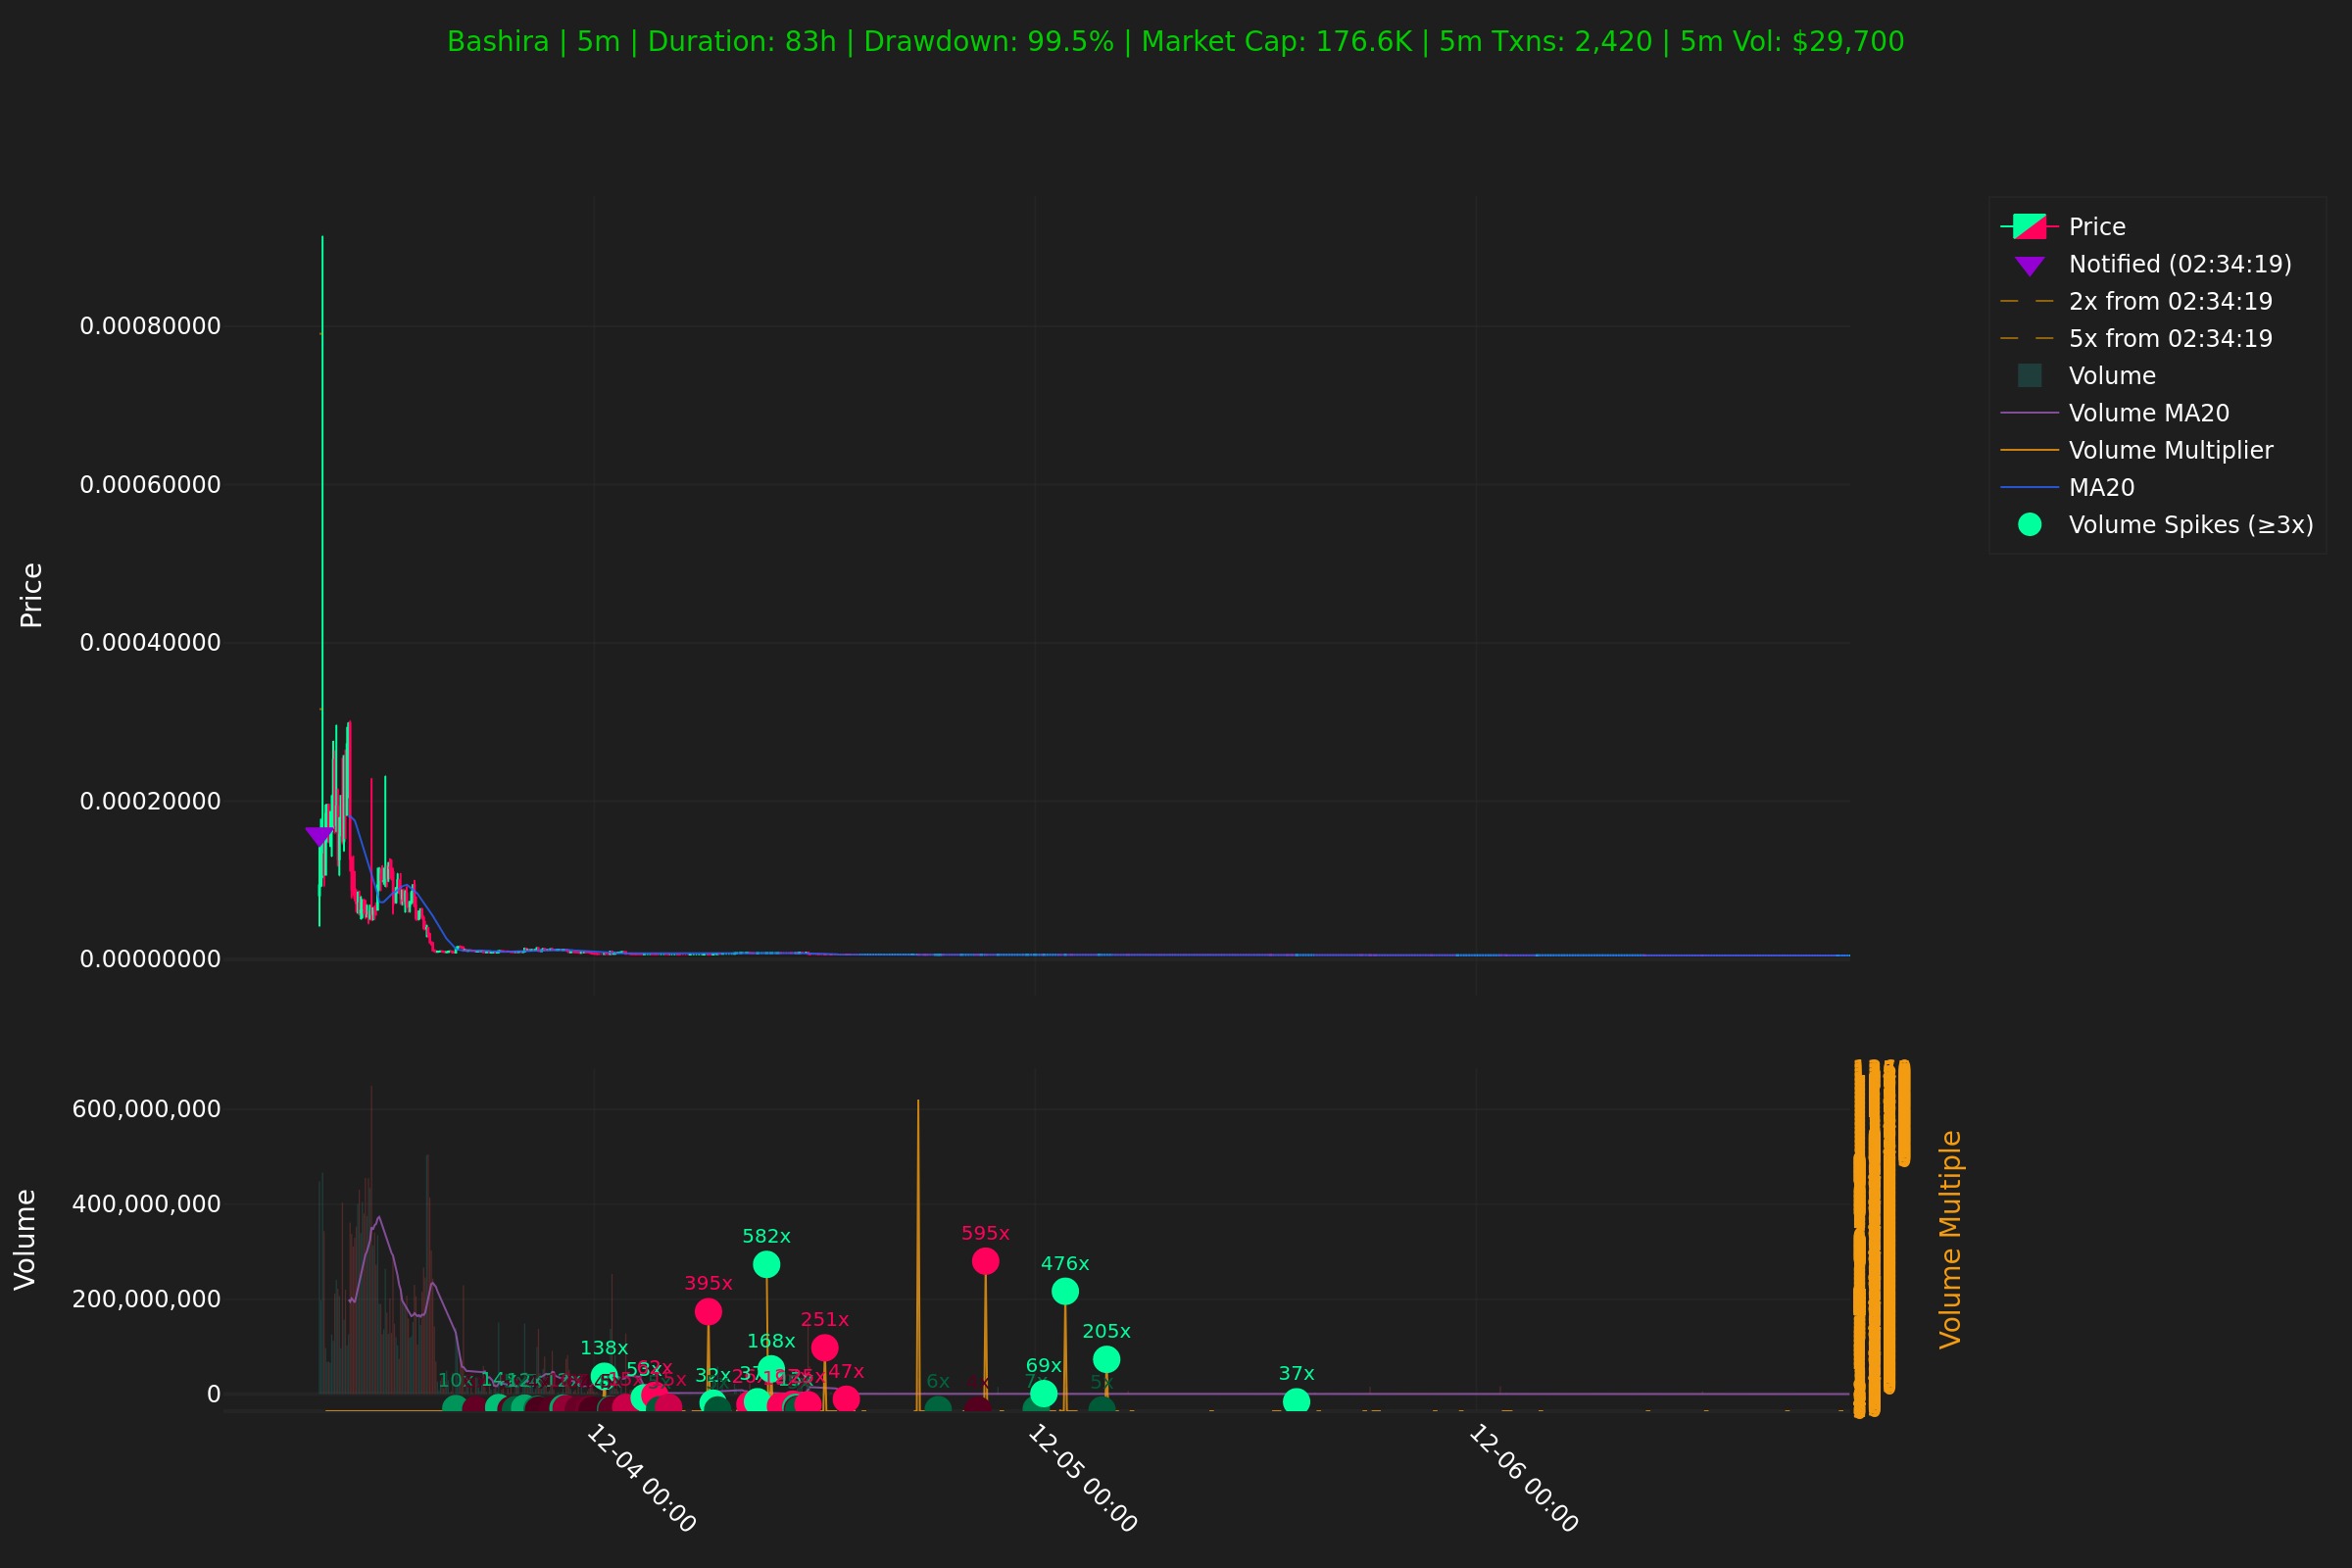 Bashira | 5m | Duration: 83h | Drawdown: 99.5% | Market Cap: 176.6K | 5m Txns: 2,420 | 5m Vol: $29,700
Price
Notified (02:34:19)
2x from 02:34:19
5x from 02:34:19
Volume
Volume MA20
Volume Multiplier
MA20
Volume Spikes (≥3x)
Price
0.00080000
0.00060000
0.00040000
0.00020000
0.00000000
Volume
600,000,000
400,000,000
200,000,000
0
Volume Multiple
595x
582x
476x
395x
205x
251x
168x
138x
69x
47x
37x
32x
53x
10x
6x
5x
12-04 00:00
12-05 00:00
12-06 00:00